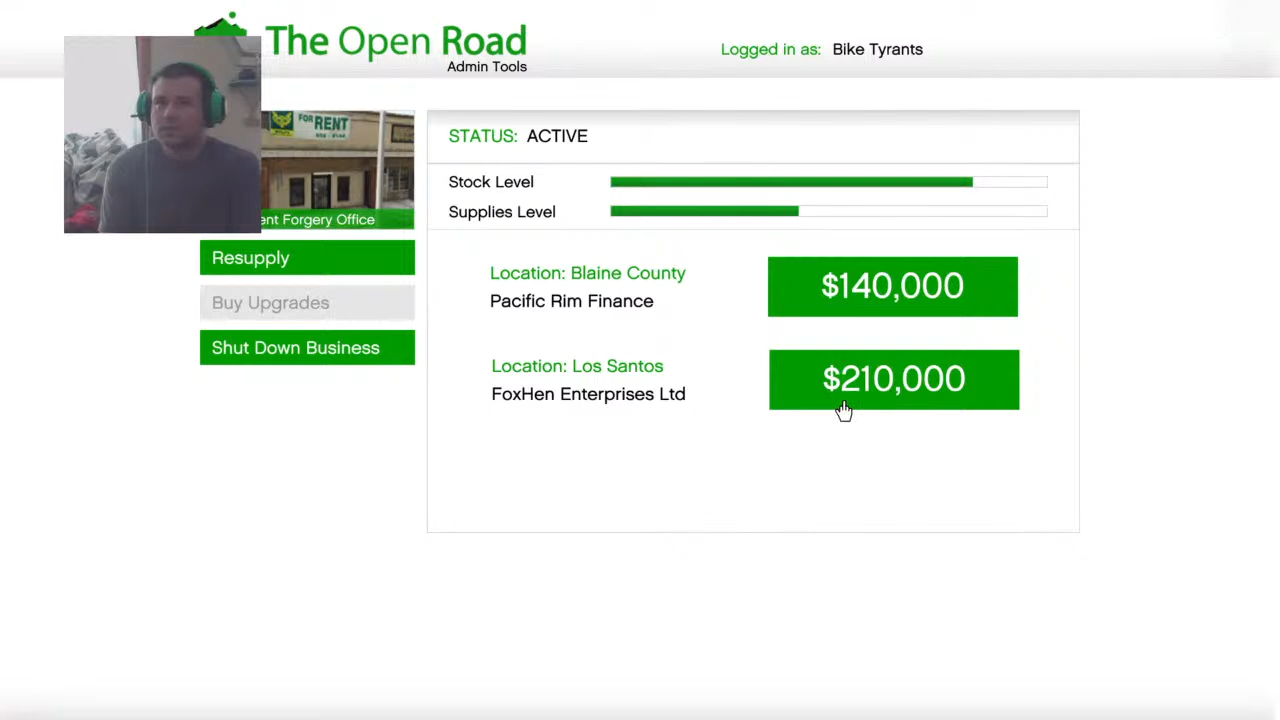 The Open Road
Admin Tools
Logged in as: Bike Tyrants
FOR RENT
ent Forgery Office
Resupply
Buy Upgrades
Shut Down Business
STATUS: ACTIVE
Stock Level
Supplies Level
Location: Blaine County
Pacific Rim Finance
$140,000
Location: Los Santos
FoxHen Enterprises Ltd
$210,000